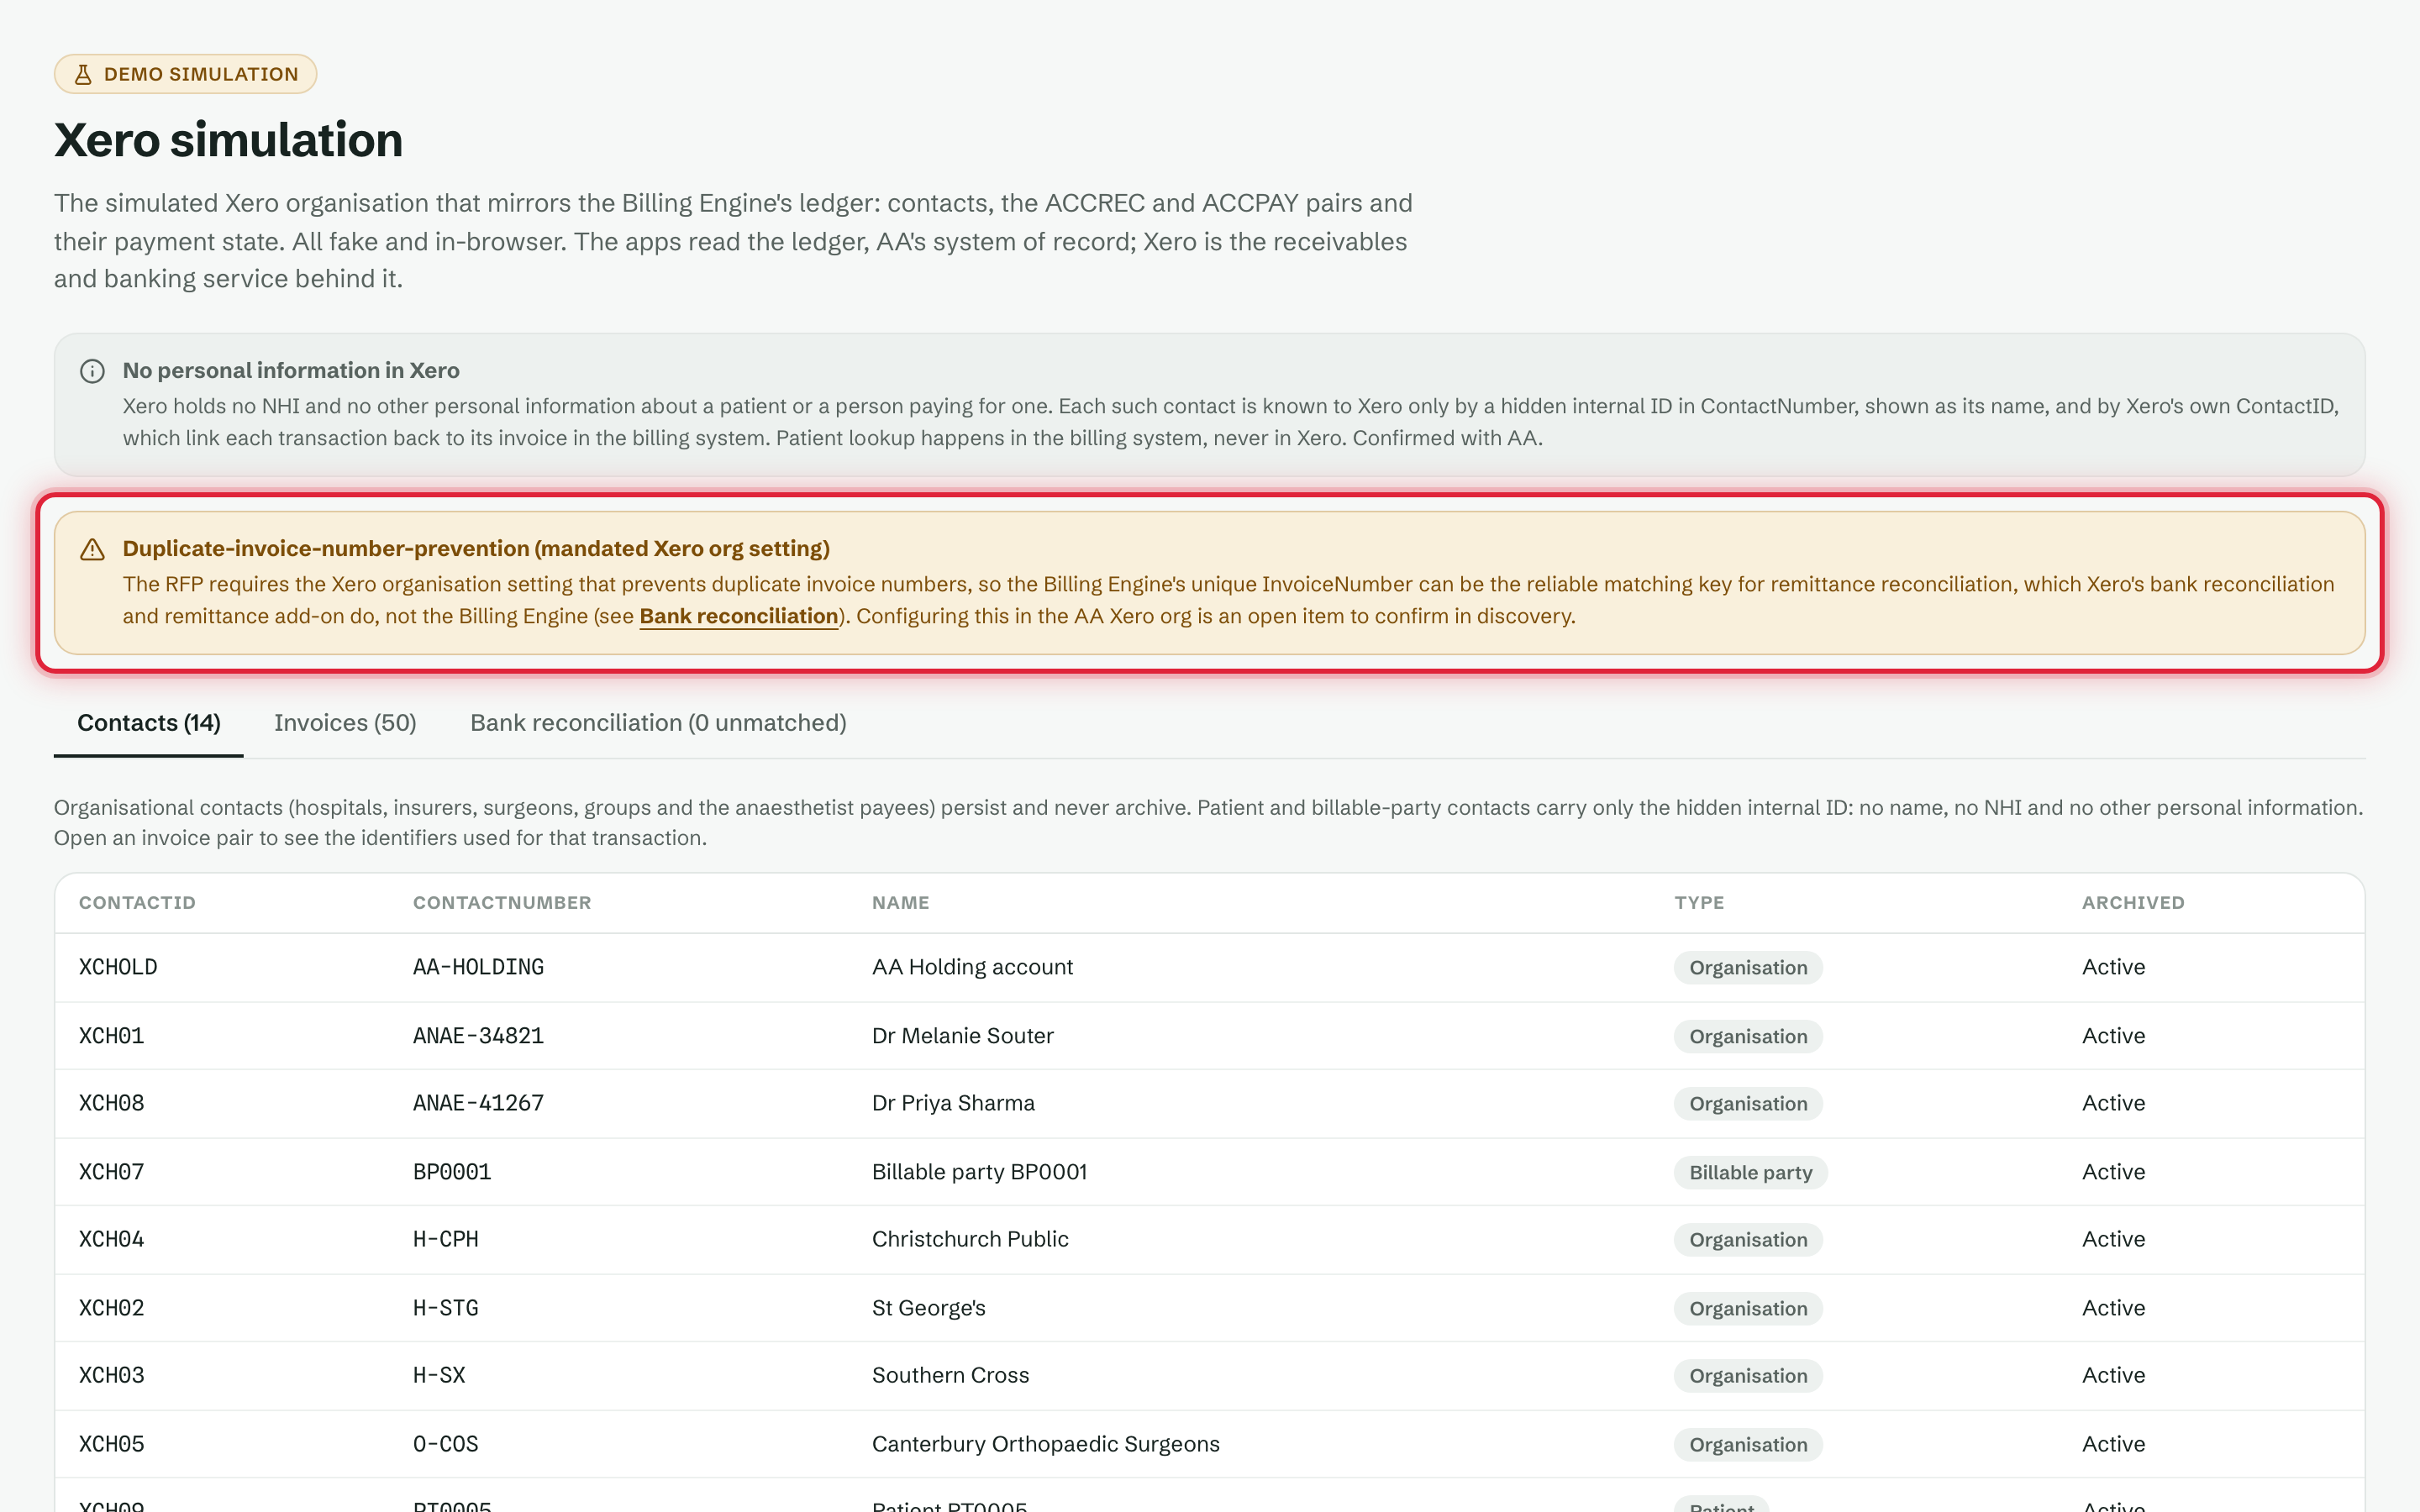 DEMO SIMULATION
Xero simulation
The simulated Xero organisation that mirrors the Billing Engine's ledger: contacts, the ACCREC and ACCPAY pairs and
their payment state. All fake and in-browser. The apps read the ledger, AA's system of record; Xero is the receivables
and banking service behind it.
No personal information in Xero
Xero holds no NHI and no other personal information about a patient or a person paying for one. Each such contact is known to Xero only by a hidden internal ID in ContactNumber, shown as its name, and by Xero's own ContactID,
which link each transaction back to its invoice in the billing system. Patient lookup happens in the billing system, never in Xero. Confirmed with AA.
Duplicate-invoice-number-prevention (mandated Xero org setting)
The RFP requires the Xero organisation setting that prevents duplicate invoice numbers, so the Billing Engine's unique InvoiceNumber can be the reliable matching key for remittance reconciliation, which Xero's bank reconciliation
and remittance add-on do, not the Billing Engine (see Bank reconciliation). Configuring this in the AA Xero org is an open item to confirm in discovery.
Contacts (14) Invoices (50) Bank reconciliation (0 unmatched)
Organisational contacts (hospitals, insurers, surgeons, groups and the anaesthetist payees) persist and never archive. Patient and billable-party contacts carry only the hidden internal ID: no name, no NHI and no other personal information.
Open an invoice pair to see the identifiers used for that transaction.
CONTACTID CONTACTNUMBER NAME TYPE ARCHIVED
XCHOLD AA-HOLDING AA Holding account Organisation Active
XCH01 ANAE-34821 Dr Melanie Souter Organisation Active
XCH08 ANAE-41267 Dr Priya Sharma Organisation Active
XCH07 BP0001 Billable party BP0001 Billable party Active
XCH04 H-CPH Christchurch Public Organisation Active
XCH02 H-STG St George's Organisation Active
XCH03 H-SX Southern Cross Organisation Active
XCH05 O-COS Canterbury Orthopaedic Surgeons Organisation Active
XCH09 PT0005 Patient PT0005 Patient Active